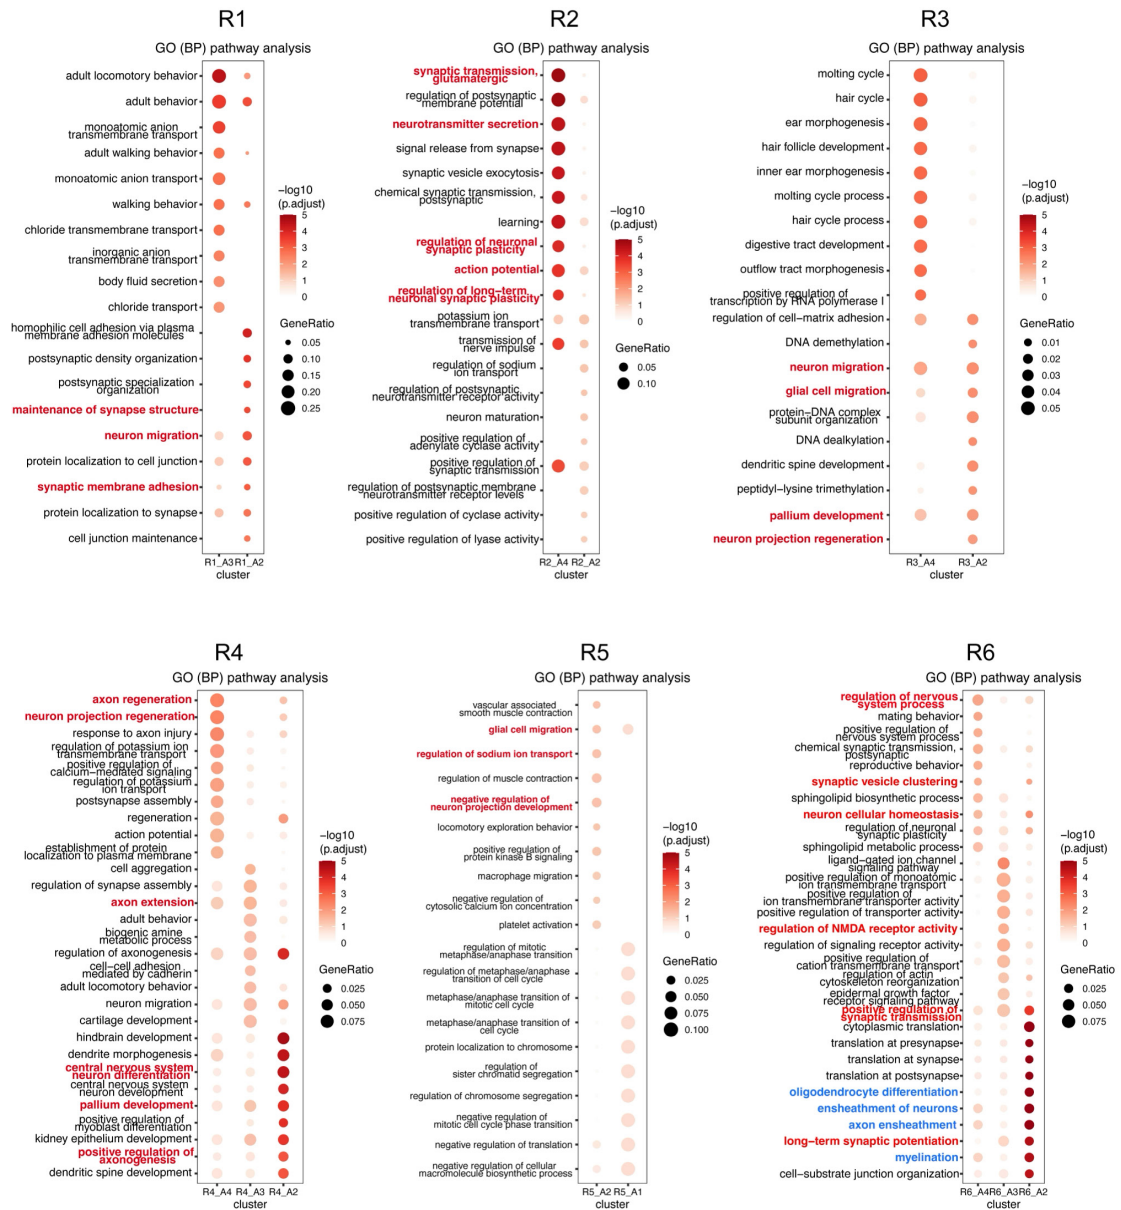 R1
GO (BP) pathway analysis
adult locomotory behavior
adult behavior
monoatomic anion
transmembrane transport
adult walking behavior
monoatomic anion transport
walking behavior
chloride transmembrane transport
inorganic anion
transmembrane transport
body fluid secretion
chloride transport
homophilic cell adhesion via plasma
membrane adhesion molecules
postsynaptic density organization
postsynaptic specialization
organization
maintenance of synapse structure
neuron migration
protein localization to cell junction
synaptic membrane adhesion
protein localization to synapse
cell junction maintenance
R1_A3 R1_A2
cluster
−log10
(p.adjust)
5
4
3
2
1
0
GeneRatio
0.05
0.10
0.15
0.20
0.25
R2
GO (BP) pathway analysis
synaptic transmission,
glutamatergic
regulation of postsynaptic
membrane potential
neurotransmitter secretion
signal release from synapse
synaptic vesicle exocytosis
chemical synaptic transmission,
postsynaptic
learning
regulation of neuronal
synaptic plasticity
action potential
regulation of long−term
neuronal synaptic plasticity
potassium ion
transmembrane transport
transmission of
nerve impulse
regulation of sodium
ion transport
regulation of postsynaptic
neurotransmitter receptor activity
neuron maturation
positive regulation of
adenylate cyclase activity
positive regulation of
synaptic transmission
regulation of postsynaptic membrane
neurotransmitter receptor levels
positive regulation of cyclase activity
positive regulation of lyase activity
R2_A4 R2_A2
cluster
−log10
(p.adjust)
5
4
3
2
1
0
GeneRatio
0.05
0.10
R3
GO (BP) pathway analysis
molting cycle
hair cycle
ear morphogenesis
hair follicle development
inner ear morphogenesis
molting cycle process
hair cycle process
digestive tract development
outflow tract morphogenesis
positive regulation of
transcription by RNA polymerase I
regulation of cell−matrix adhesion
DNA demethylation
neuron migration
glial cell migration
protein−DNA complex
subunit organization
DNA dealkylation
dendritic spine development
peptidyl−lysine trimethylation
pallium development
neuron projection regeneration
R3_A4 R3_A2
cluster
−log10
(p.adjust)
5
4
3
2
1
0
GeneRatio
0.01
0.02
0.03
0.04
0.05
R4
GO (BP) pathway analysis
axon regeneration
neuron projection regeneration
response to axon injury
regulation of potassium ion
transmembrane transport
positive regulation of
calcium−mediated signaling
regulation of potassium
ion transport
postsynapse assembly
regeneration
action potential
establishment of protein
localization to plasma membrane
cell aggregation
regulation of synapse assembly
axon extension
adult behavior
biogenic amine
metabolic process
regulation of axonogenesis
cell−cell adhesion
mediated by cadherin
adult locomotory behavior
neuron migration
cartilage development
hindbrain development
dendrite morphogenesis
central nervous system
neuron differentiation
central nervous system
neuron development
pallium development
positive regulation of
myoblast differentiation
kidney epithelium development
positive regulation of
axonogenesis
dendritic spine development
R4_A4 R4_A3 R4_A2
cluster
−log10
(p.adjust)
5
4
3
2
1
0
GeneRatio
0.025
0.050
0.075
R5
GO (BP) pathway analysis
vascular associated
smooth muscle contraction
glial cell migration
regulation of sodium ion transport
regulation of muscle contraction
negative regulation of
neuron projection development
locomotory exploration behavior
positive regulation of
protein kinase B signaling
macrophage migration
negative regulation of
cytosolic calcium ion concentration
platelet activation
regulation of mitotic
metaphase/anaphase transition
regulation of metaphase/anaphase
transition of cell cycle
metaphase/anaphase transition of
mitotic cell cycle
metaphase/anaphase transition of
cell cycle
protein localization to chromosome
regulation of
sister chromatid segregation
regulation of chromosome segregation
negative regulation of
mitotic cell cycle phase transition
negative regulation of translation
negative regulation of cellular
macromolecule biosynthetic process
R5_A2 R5_A1
cluster
−log10
(p.adjust)
5
4
3
2
1
0
GeneRatio
0.025
0.050
0.075
0.100
R6
GO (BP) pathway analysis
regulation of nervous
system process
mating behavior
positive regulation of
nervous system process
chemical synaptic transmission,
postsynaptic
reproductive behavior
synaptic vesicle clustering
sphingolipid biosynthetic process
neuron cellular homeostasis
regulation of neuronal
synaptic plasticity
sphingolipid metabolic process
ligand−gated ion channel
signaling pathway
positive regulation of monoatomic
ion transmembrane transport
positive regulation of
ion transmembrane transporter activity
positive regulation of transporter activity
regulation of NMDA receptor activity
regulation of signaling receptor activity
positive regulation of
cation transmembrane transport
regulation of actin
cytoskeleton reorganization
epidermal growth factor
receptor signaling pathway
positive regulation of
synaptic transmission
cytoplasmic translation
translation at presynapse
translation at synapse
translation at postsynapse
oligodendrocyte differentiation
ensheathment of neurons
axon ensheathment
long−term synaptic potentiation
myelination
cell−substrate junction organization
R6_A4 R6_A3 R6_A2
cluster
−log10
(p.adjust)
5
4
3
2
1
0
GeneRatio
0.025
0.050
0.075